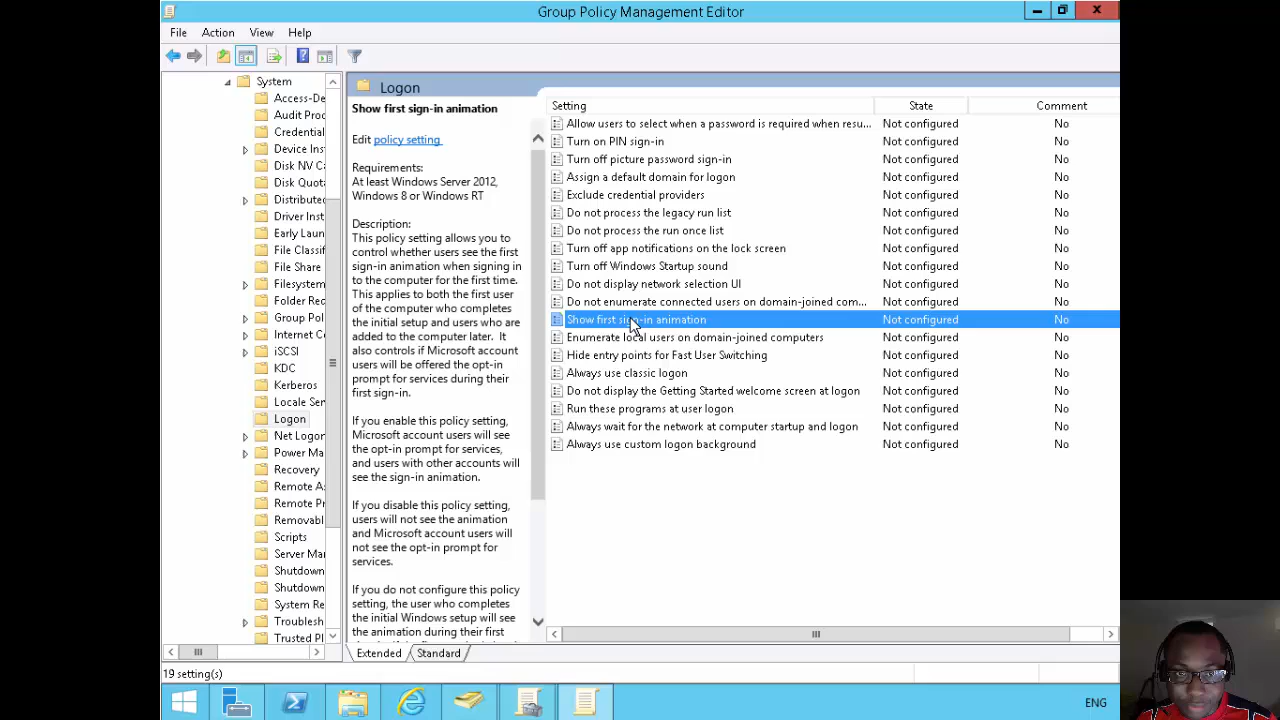 Group Policy Management Editor
File Action View Help
System
Access-De
Audit Proc
Credential
Device Inst
Disk NV Ca
Disk Quota
Distributed
Driver Inst
Early Laun
File Classif
File Share
Filesystem
Folder Red
Group Poli
Internet Co
iSCSI
KDC
Kerberos
Locale Serv
Logon
Net Logon
Power Man
Recovery
Remote As
Remote Pr
Removabl
Scripts
Server Man
Shutdown
Shutdown
System Re
Troublesh
Trusted Pl
Logon
Show first sign-in animation
Edit policy setting
Requirements:
At least Windows Server 2012,
Windows 8 or Windows RT
Description:
This policy setting allows you to
control whether users see the first
sign-in animation when signing in
to the computer for the first time.
This applies to both the first user
of the computer who completes
the initial setup and users who are
added to the computer later. It
also controls if Microsoft account
users will be offered the opt-in
prompt for services during their
first sign-in.
If you enable this policy setting,
Microsoft account users will see
the opt-in prompt for services,
and users with other accounts will
see the sign-in animation.
If you disable this policy setting,
users will not see the animation
and Microsoft account users will
not see the opt-in prompt for
services.
If you do not configure this policy
setting, the user who completes
the initial Windows setup will see
the animation during their first
Setting State Comment
Allow users to select when a password is required when resu... Not configured No
Turn on PIN sign-in Not configured No
Turn off picture password sign-in Not configured No
Assign a default domain for logon Not configured No
Exclude credential providers Not configured No
Do not process the legacy run list Not configured No
Do not process the run once list Not configured No
Turn off app notifications on the lock screen Not configured No
Turn off Windows Startup sound Not configured No
Do not display network selection UI Not configured No
Do not enumerate connected users on domain-joined com... Not configured No
Show first sign-in animation Not configured No
Enumerate local users on domain-joined computers Not configured No
Hide entry points for Fast User Switching Not configured No
Always use classic logon Not configured No
Do not display the Getting Started welcome screen at logon Not configured No
Run these programs at user logon Not configured No
Always wait for the network at computer startup and logon Not configured No
Always use custom logon background Not configured No
Extended Standard
19 setting(s)
ENG